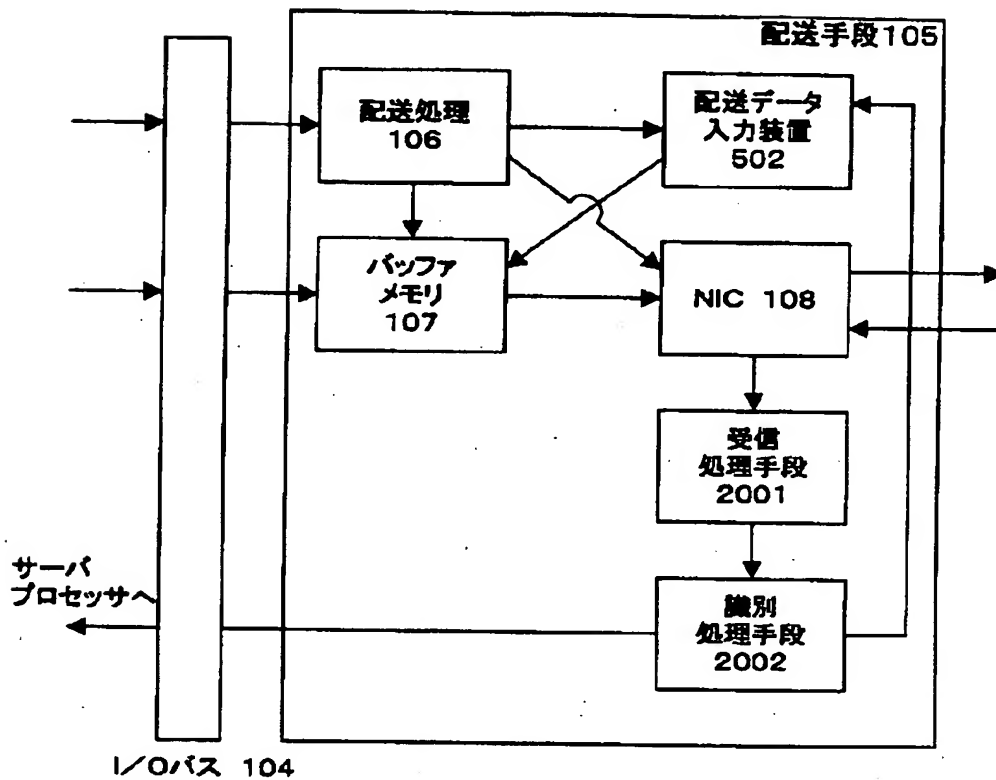 配送手段105
配送処理
106
配送データ
入力装置
502
バッファ
メモリ
107
NIC 108
受信
処理手段
2001
サーバ
プロセッサへ
識別
処理手段
2002
I/Oバス 104